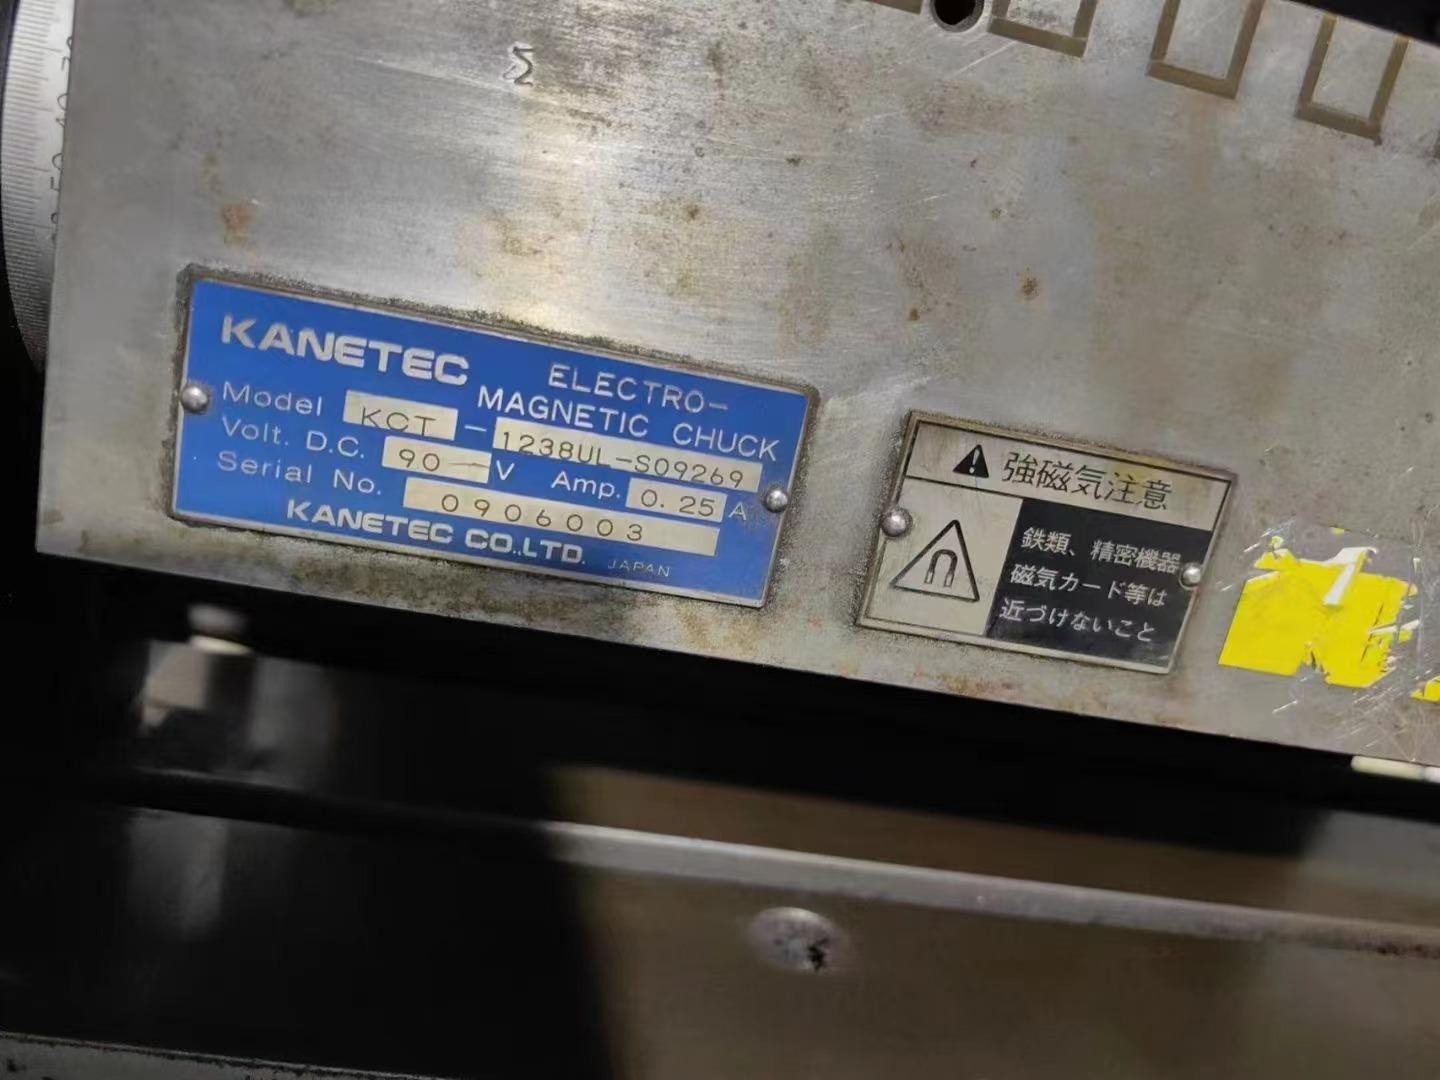 KANETEC
ELECTRO-
MAGNETIC CHUCK
Model KCT - 1238UL-S09269
Volt. D.C. 90 V Amp. 0.25 A
Serial No. 0906003
KANETEC CO.,LTD. JAPAN
強磁気注意
鉄類、精密機器
磁気カード等は
近づけないこと